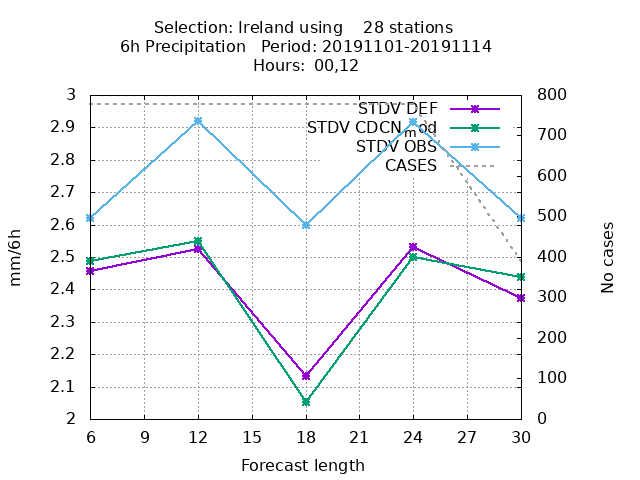 Selection: Ireland using    28 stations
6h Precipitation   Period: 20191101-20191114
Hours:  00,12
STDV DEF
STDV CDCN_mod
STDV OBS
CASES
mm/6h
3
2.9
2.8
2.7
2.6
2.5
2.4
2.3
2.2
2.1
2
800
700
600
500
400
300
200
100
0
No cases
6 9 12 15 18 21 24 27 30
Forecast length